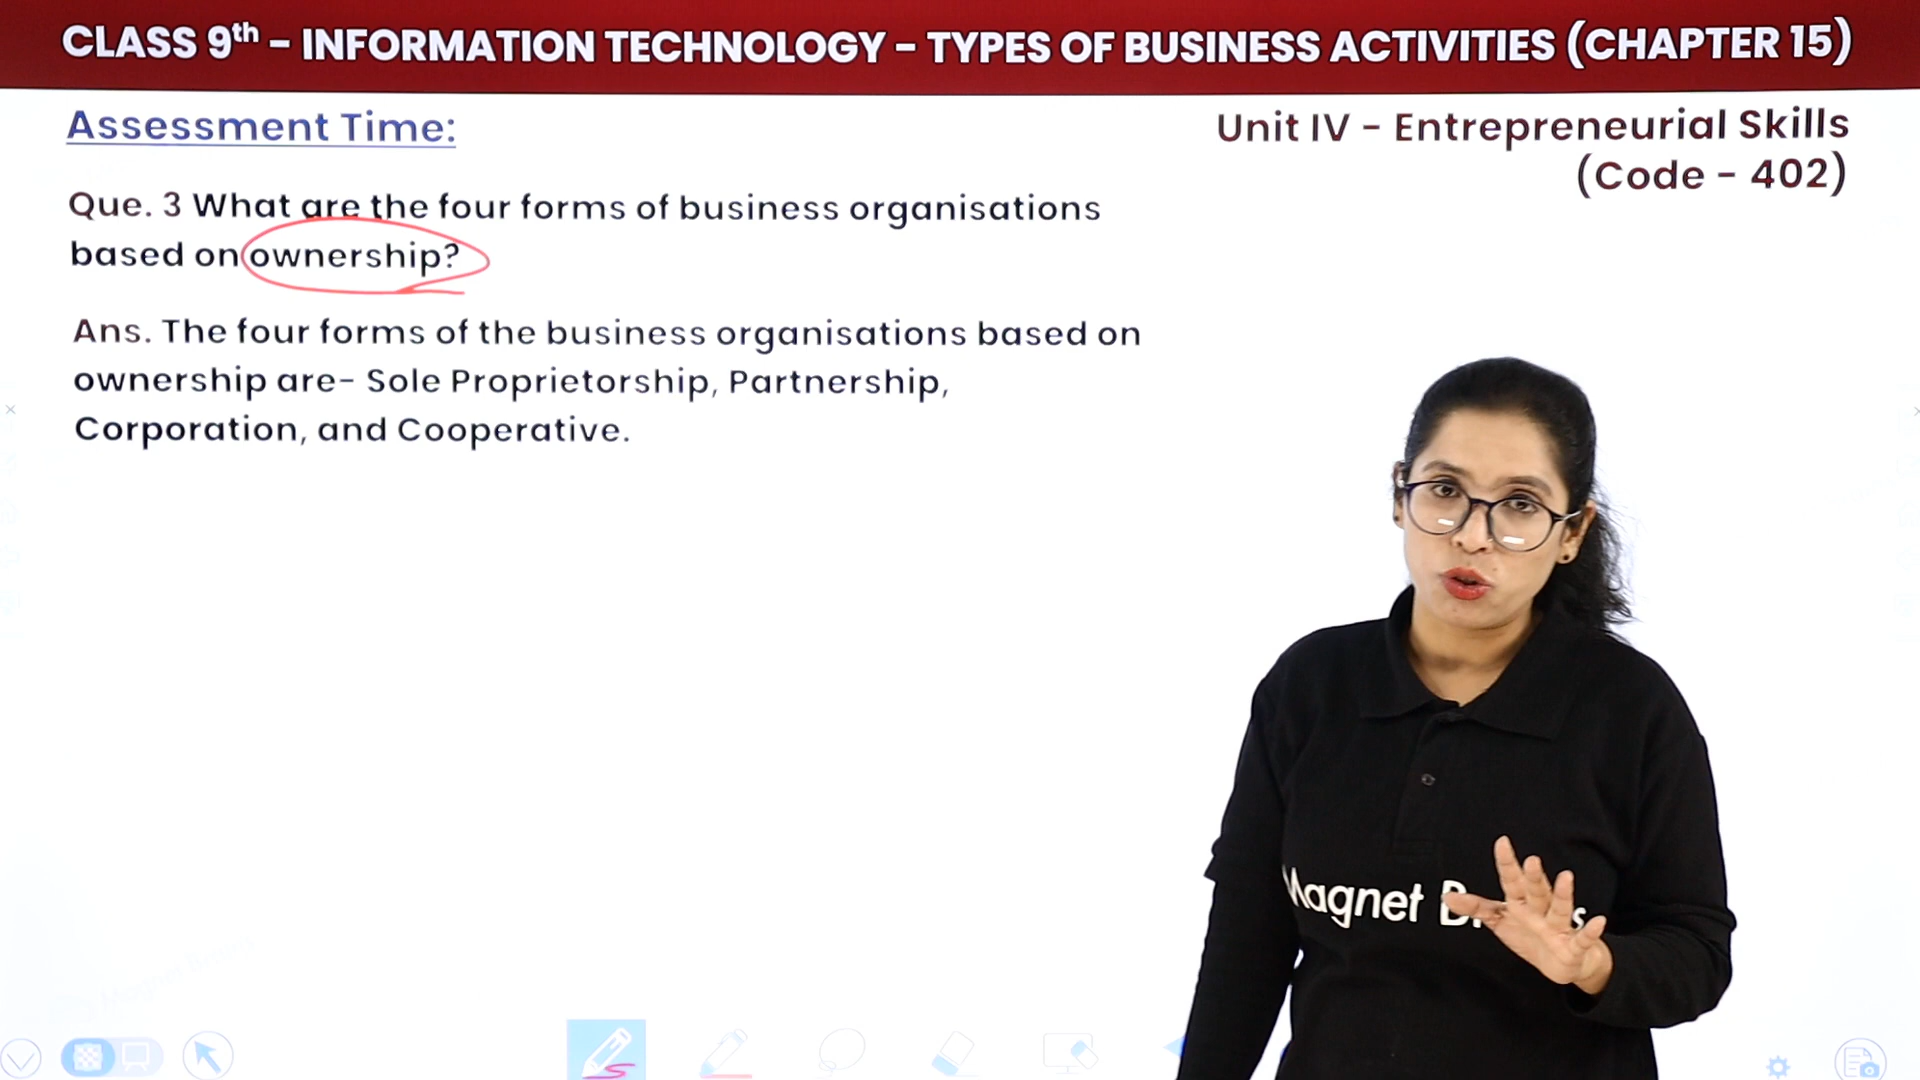 CLASS 9th - INFORMATION TECHNOLOGY - TYPES OF BUSINESS ACTIVITIES (CHAPTER 15)
Assessment Time:
Unit IV - Entrepreneurial Skills
(Code - 402)
Que. 3 What are the four forms of business organisations
based on ownership?
Ans. The four forms of the business organisations based on
ownership are- Sole Proprietorship, Partnership,
Corporation, and Cooperative.
Magnet